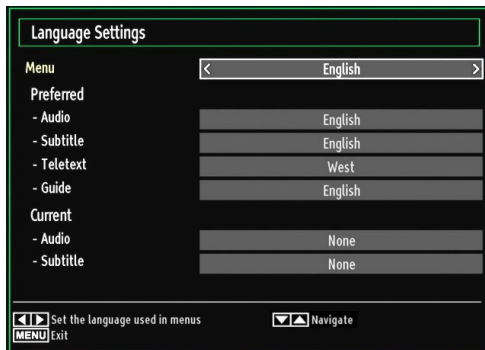 Language Settings
Menu < English >
Preferred
- Audio English
- Subtitle English
- Teletext West
- Guide English
Current
- Audio None
- Subtitle None
Set the language used in menus Navigate
MENU Exit